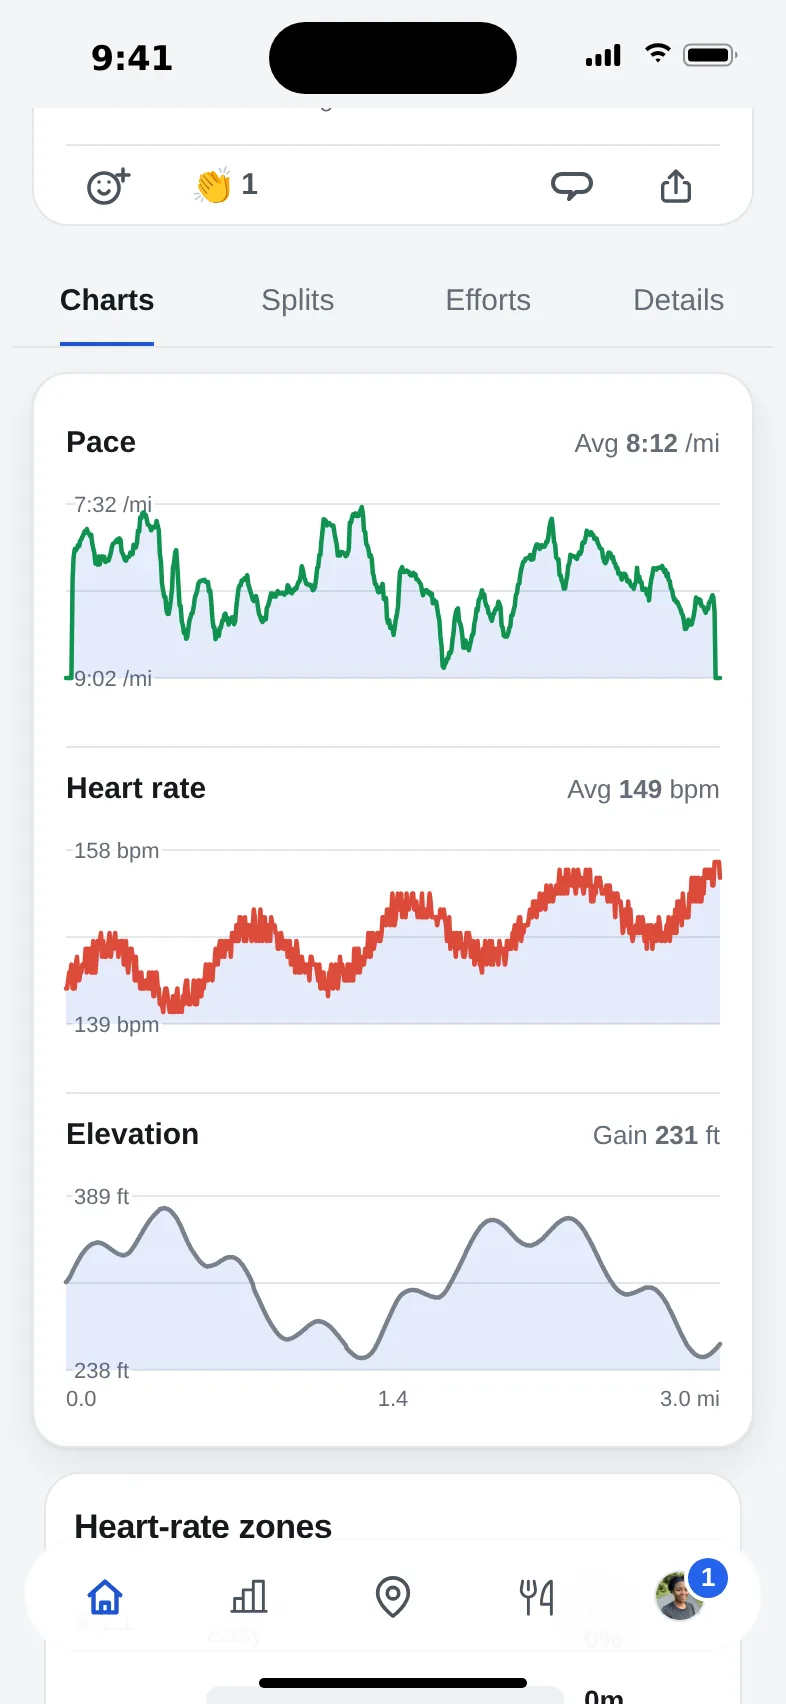 9:41
1
Charts Splits Efforts Details
Pace Avg 8:12 /mi
7:32 /mi
9:02 /mi
Heart rate Avg 149 bpm
158 bpm
139 bpm
Elevation Gain 231 ft
389 ft
238 ft
0.0 1.4 3.0 mi
Heart-rate zones
1
0%
0m